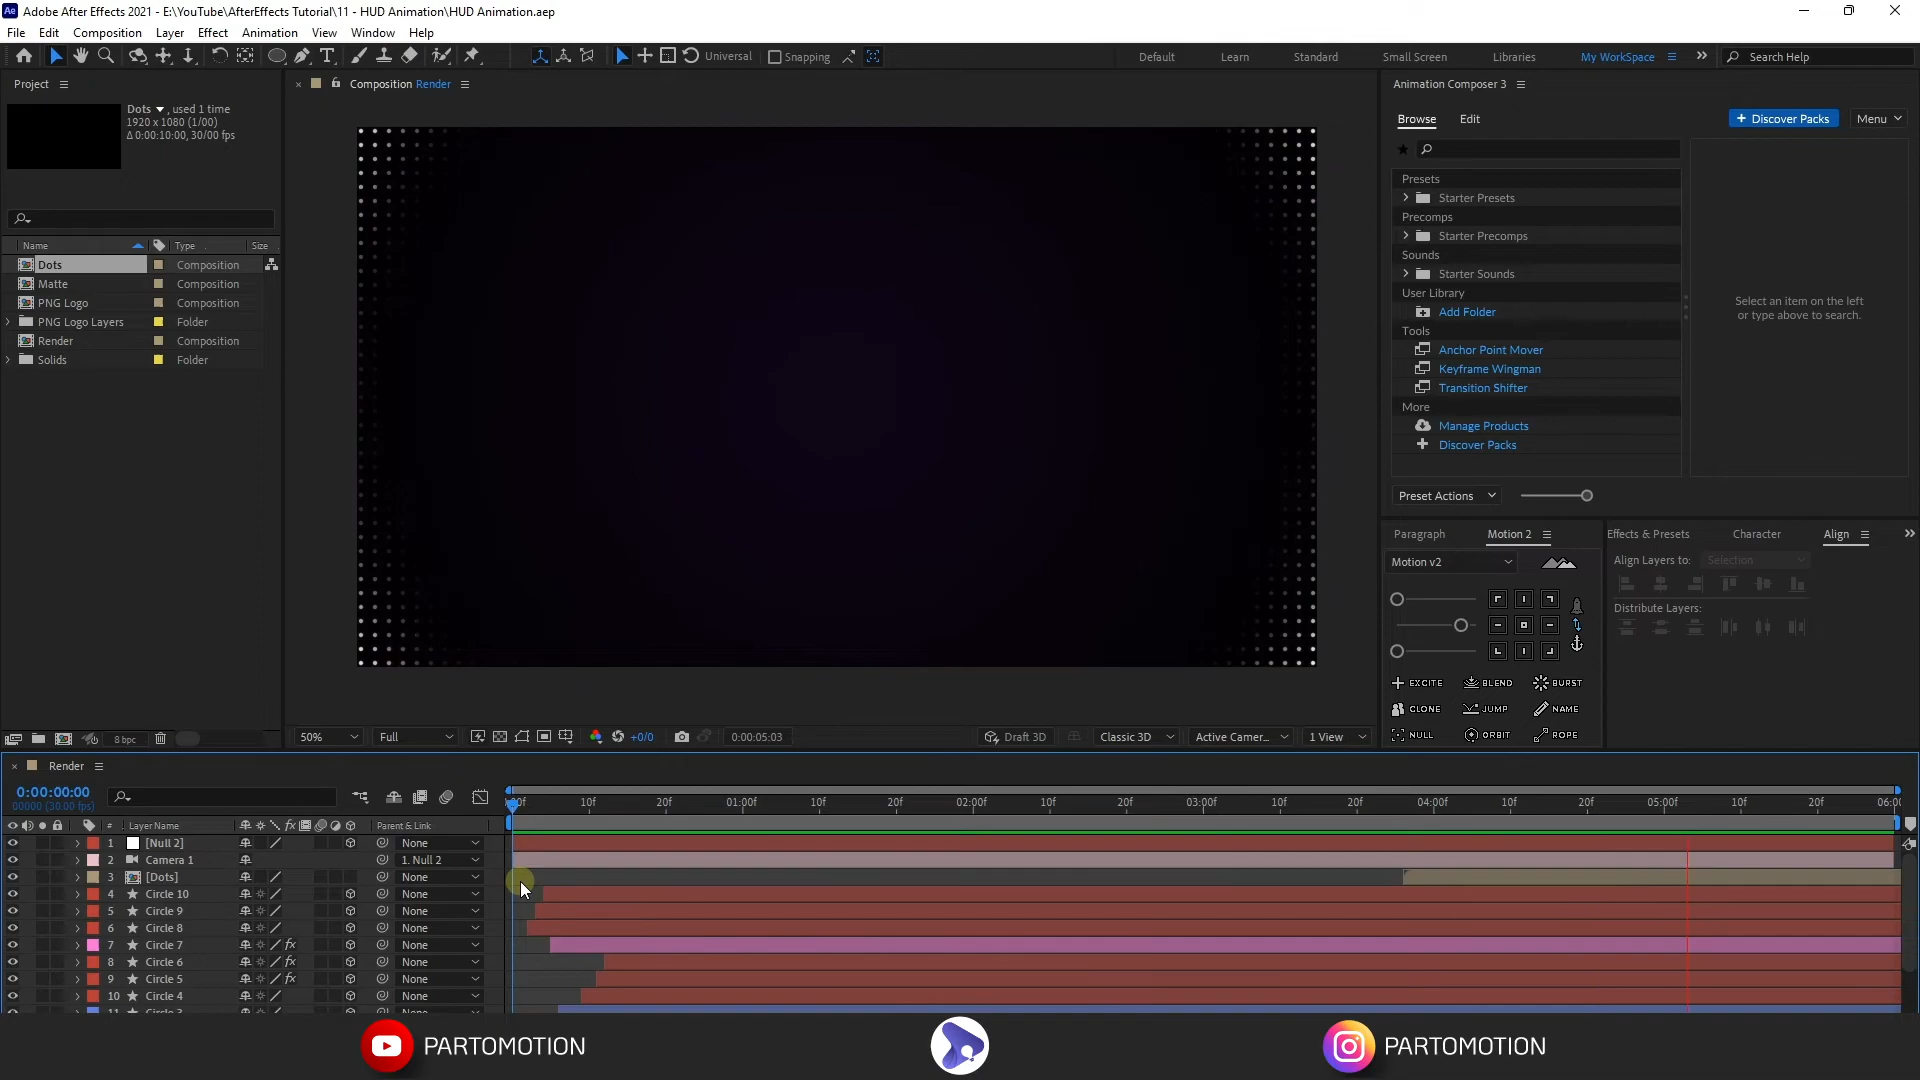 Adobe After Effects 2021 - E:\YouTube\AfterEffects Tutorial\11 - HUD Animation\HUD Animation.aep
File Edit Composition Layer Effect Animation View Window Help
Universal Snapping Default Learn Standard Small Screen Libraries My WorkSpace Search Help
Project
Dots , used 1 time
1920 x 1080 (1/00)
Δ 0:00:10:00, 30/00 fps
Name Type Size
Dots Composition
Matte Composition
PNG Logo Composition
PNG Logo Layers Folder
Render Composition
Solids Folder
8 bpc
Composition Render
50% Full +0/0 0:00:05:03 Draft 3D Classic 3D Active Camer... 1 View
Animation Composer 3
Browse Edit + Discover Packs Menu
Presets
Starter Presets
Precomps
Starter Precomps
Sounds
Starter Sounds
User Library
Add Folder
Tools
Anchor Point Mover
Keyframe Wingman
Transition Shifter
More
Manage Products
Discover Packs
Select an item on the left
or type above to search.
Preset Actions
Paragraph Motion 2
Motion v2
EXCITE BLEND BURST
CLONE JUMP NAME
NULL ORBIT ROPE
Effects & Presets Character Align
Align Layers to: Selection
Distribute Layers:
Render
0:00:00:00
00000 (30.00 fps)
10f 20f 01:00f 10f 20f 02:00f 10f 20f 03:00f 10f 20f 04:00f 10f 20f 05:00f 10f 20f
# Layer Name Parent & Link
1 [Null 2] None
2 Camera 1 1. Null 2
3 [Dots] None
4 Circle 10 None
5 Circle 9 None
6 Circle 8 None
7 Circle 7 fx None
8 Circle 6 fx None
9 Circle 5 fx None
10 Circle 4 None
PARTOMOTION
PARTOMOTION